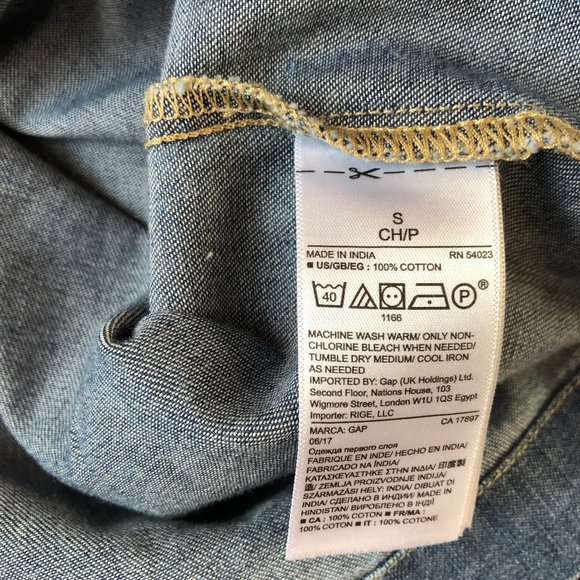 S
CH/P
MADE IN INDIA RN 54023
■ US/GB/EG : 100% COTTON
40 P ®
1166
MACHINE WASH WARM/ ONLY NON-
CHLORINE BLEACH WHEN NEEDED/
TUMBLE DRY MEDIUM/ COOL IRON
AS NEEDED
IMPORTED BY: Gap (UK Holdings) Ltd.
Second Floor, Nations House, 103
Wigmore Street, London W1U 1QS Egypt
Importer: RIGE, LLC
MARCA: GAP CA 17897
06/17
Одежда первого слоя
FABRIQUE EN INDE/ HECHO EN INDIA/
FABRICADO NA ÍNDIA/
ΚΑΤΑΣΚΕΥΑΣΤΗΚΕ ΣΤΗΝ ΙΝΔΙΑ/ 印度製
造/ ZEMLJA PROIZVODNJE INDIJA/
SZÁRMAZÁSI HELY: INDIA/ DIBUAT DI
INDIA/ СДЕЛАНО В ИНДИИ/ MADE IN
HINDISTAN/ ВИРОБЛЕНО В ІНДІЇ
■ CA : 100% COTTON ■ FR/MA :
100% COTON ■ IT : 100% COTONE